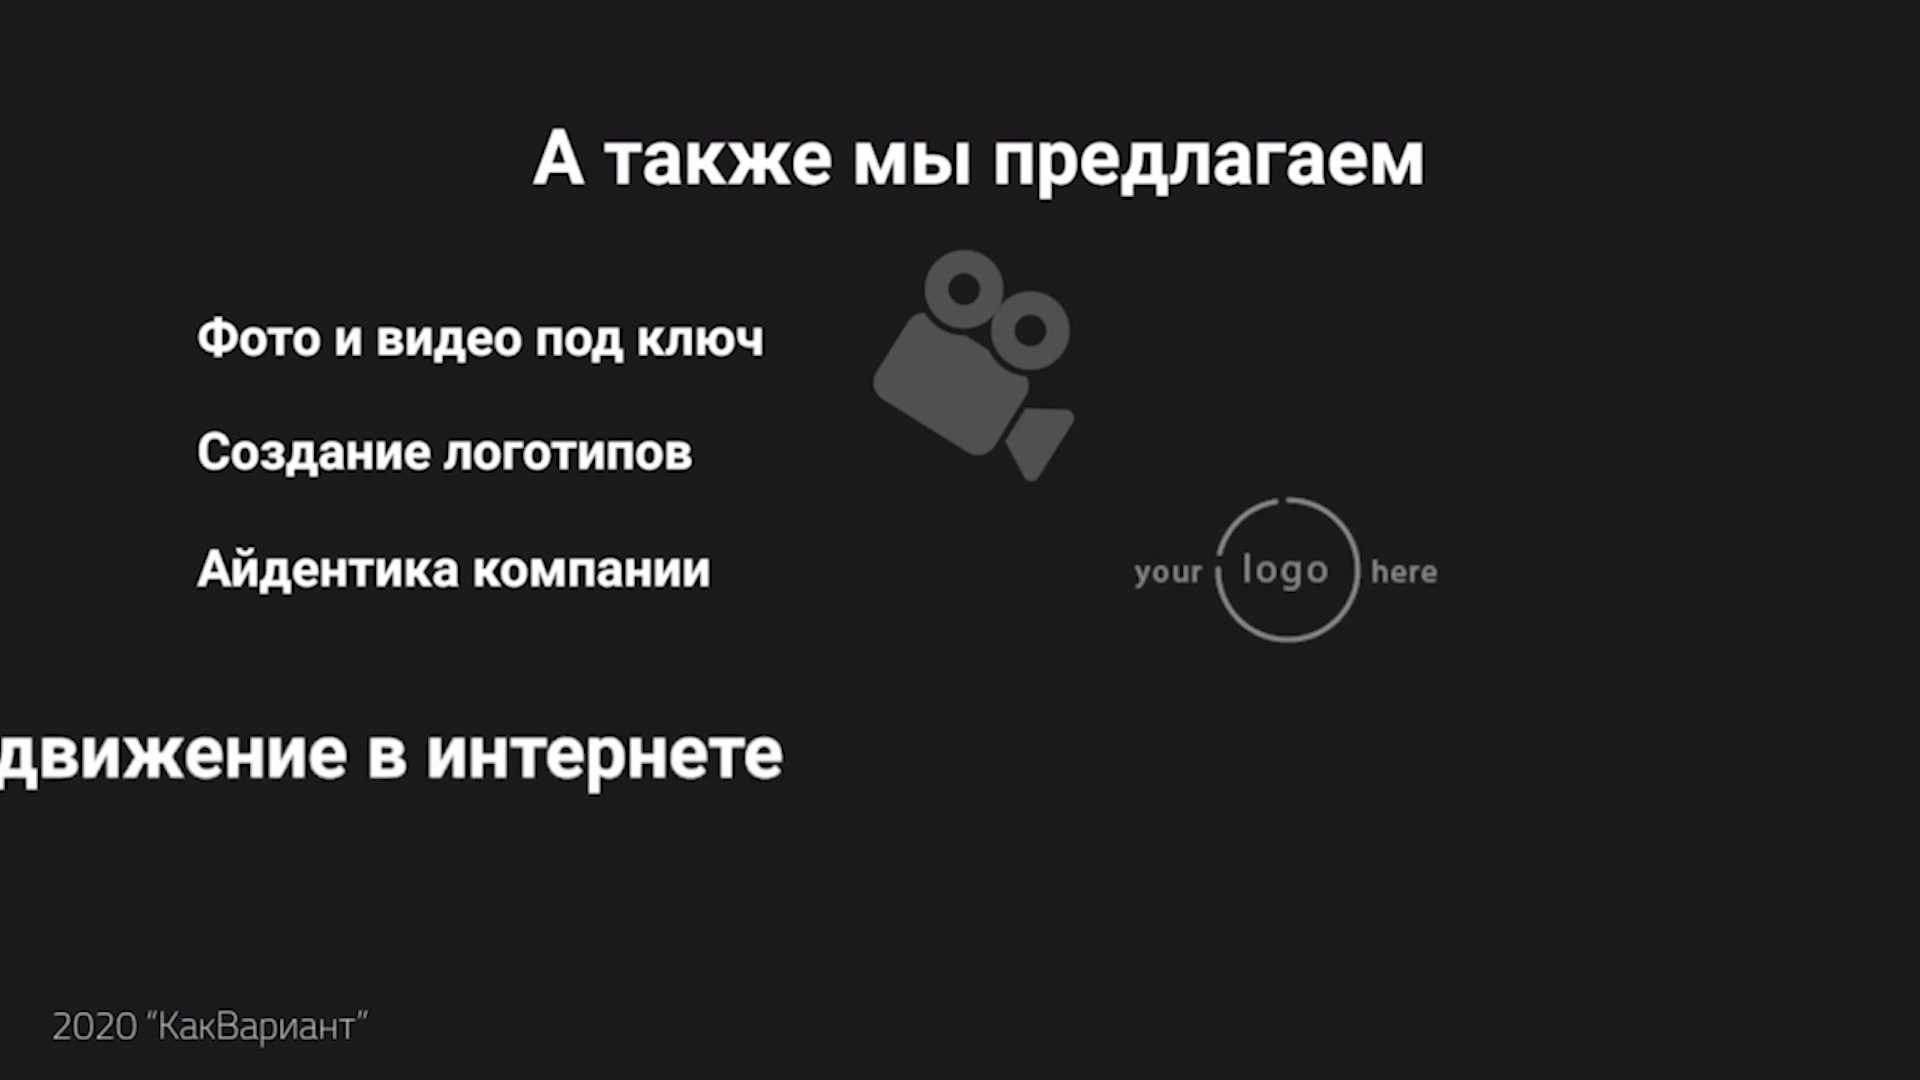 А также мы предлагаем
Фото и видео под ключ
Создание логотипов
Айдентика компании
your logo here
движение в интернете
2020 “КакВариант”